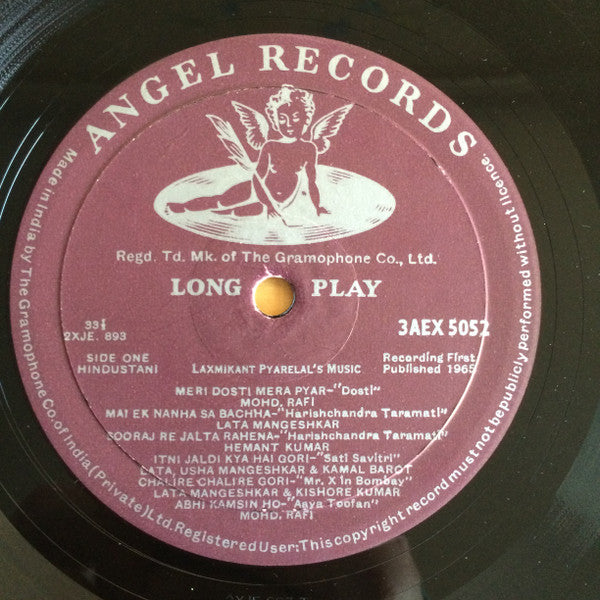 ANGEL RECORDS
Regd. Td. Mk. of The Gramophone Co., Ltd.
LONG PLAY
33⅓
2XJE. 893
3AEX 5052
SIDE ONE
HINDUSTANI
LAXMIKANT PYARELAL'S MUSIC
Recording First
Published 1965
MERI DOSTI MERA PYAR-"Dosti"
MOHD. RAFI
MAI EK NANHA SA BACHHA-"Harishchandra Taramati"
LATA MANGESHKAR
SOORAJ RE JALTA RAHENA-"Harishchandra Taramati"
HEMANT KUMAR
ITNI JALDI KYA HAI GORI-"Sati Savitri"
LATA, USHA MANGESHKAR & KAMAL BAROT
CHALIRE CHALIRE GORI-"Mr. X In Bombay"
LATA MANGESHKAR & KISHORE KUMAR
ABHI KAMSIN HO-"Aaya Toofan"
MOHD. RAFI
Made in India by The Gramophone Co. of India (Private) Ltd. Registered User: This copyright record must not be publicly performed without licence.